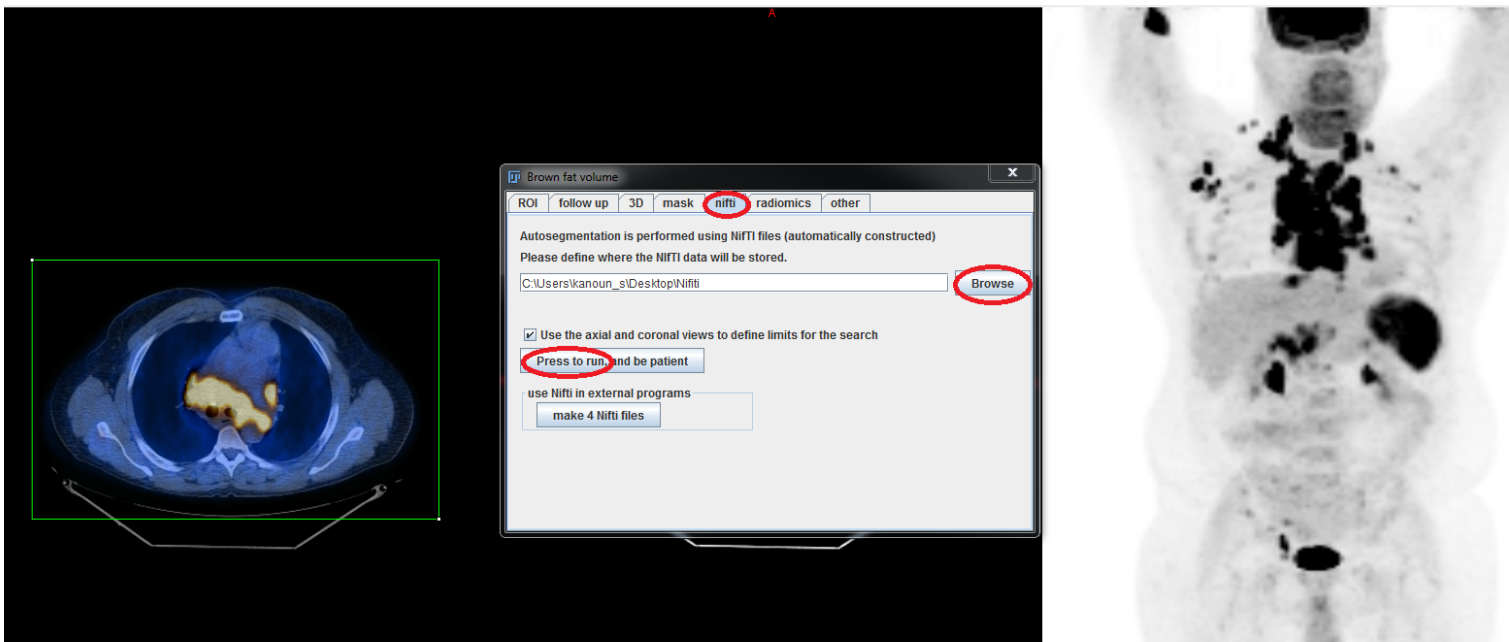 A
Brown fat volume
x
ROI follow up 3D mask nifti radiomics other
Autosegmentation is performed using NifTI files (automatically constructed)
Please define where the NIfTI data will be stored.
C:\Users\kanoun_s\Desktop\Nifiti
Browse
Use the axial and coronal views to define limits for the search
Press to run, and be patient
use Nifti in external programs
make 4 Nifti files